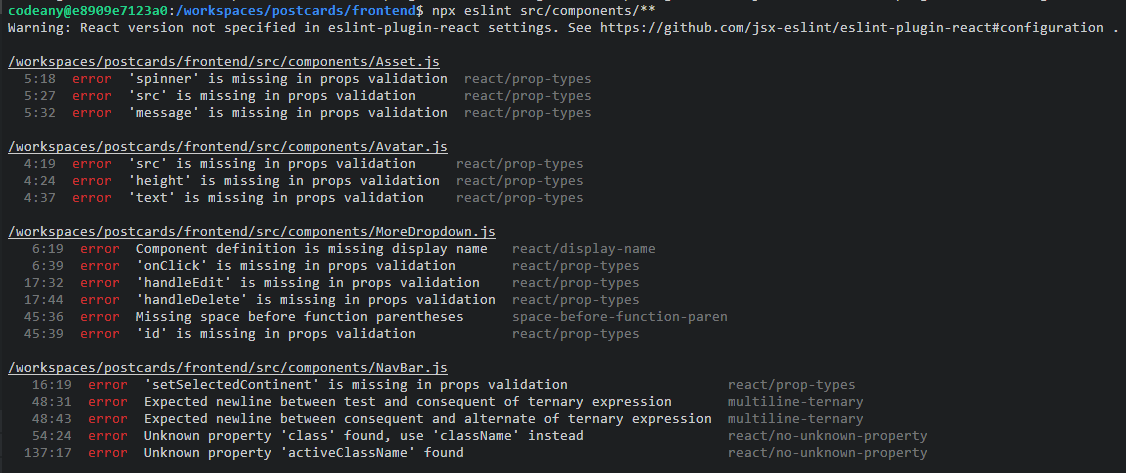 codeany@e8909e7123a0:/workspaces/postcards/frontend$ npx eslint src/components/**
Warning: React version not specified in eslint-plugin-react settings. See https://github.com/jsx-eslint/eslint-plugin-react#configuration .
/workspaces/postcards/frontend/src/components/Asset.js
5:18 error 'spinner' is missing in props validation react/prop-types
5:27 error 'src' is missing in props validation react/prop-types
5:32 error 'message' is missing in props validation react/prop-types
/workspaces/postcards/frontend/src/components/Avatar.js
4:19 error 'src' is missing in props validation react/prop-types
4:24 error 'height' is missing in props validation react/prop-types
4:37 error 'text' is missing in props validation react/prop-types
/workspaces/postcards/frontend/src/components/MoreDropdown.js
6:19 error Component definition is missing display name react/display-name
6:39 error 'onClick' is missing in props validation react/prop-types
17:32 error 'handleEdit' is missing in props validation react/prop-types
17:44 error 'handleDelete' is missing in props validation react/prop-types
45:36 error Missing space before function parentheses space-before-function-paren
45:39 error 'id' is missing in props validation react/prop-types
/workspaces/postcards/frontend/src/components/NavBar.js
16:19 error 'setSelectedContinent' is missing in props validation react/prop-types
48:31 error Expected newline between test and consequent of ternary expression multiline-ternary
48:43 error Expected newline between consequent and alternate of ternary expression multiline-ternary
54:24 error Unknown property 'class' found, use 'className' instead react/no-unknown-property
137:17 error Unknown property 'activeClassName' found react/no-unknown-property